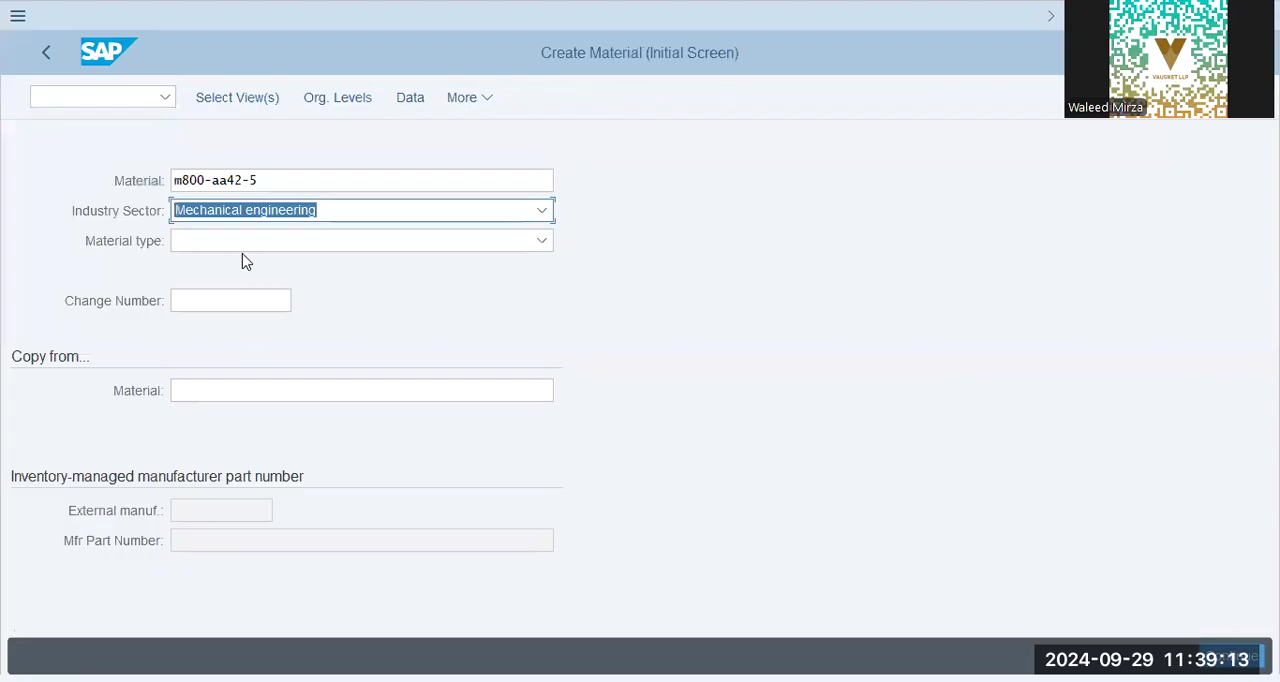 SAP
Create Material (Initial Screen)
VAUSNET LLP
Waleed Mirza
Select View(s) Org. Levels Data More
Material: m800-aa42-5
Industry Sector: Mechanical engineering
Material type:
Change Number:
Copy from...
Material:
Inventory-managed manufacturer part number
External manuf.:
Mfr Part Number:
2024-09-29 11:39:13